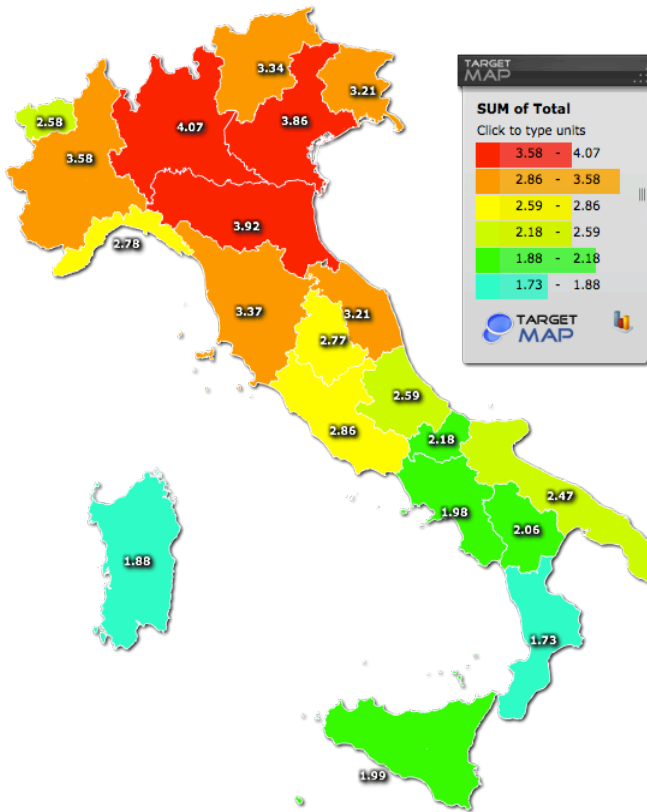 3.34
3.21
2.58
4.07
3.86
3.58
3.92
2.78
3.37
3.21
2.77
2.59
2.86
2.18
2.47
1.98
2.06
1.88
1.73
1.99
TARGET
MAP
SUM of Total
Click to type units
3.58 - 4.07
2.86 - 3.58
2.59 - 2.86
2.18 - 2.59
1.88 - 2.18
1.73 - 1.88
TARGET
MAP